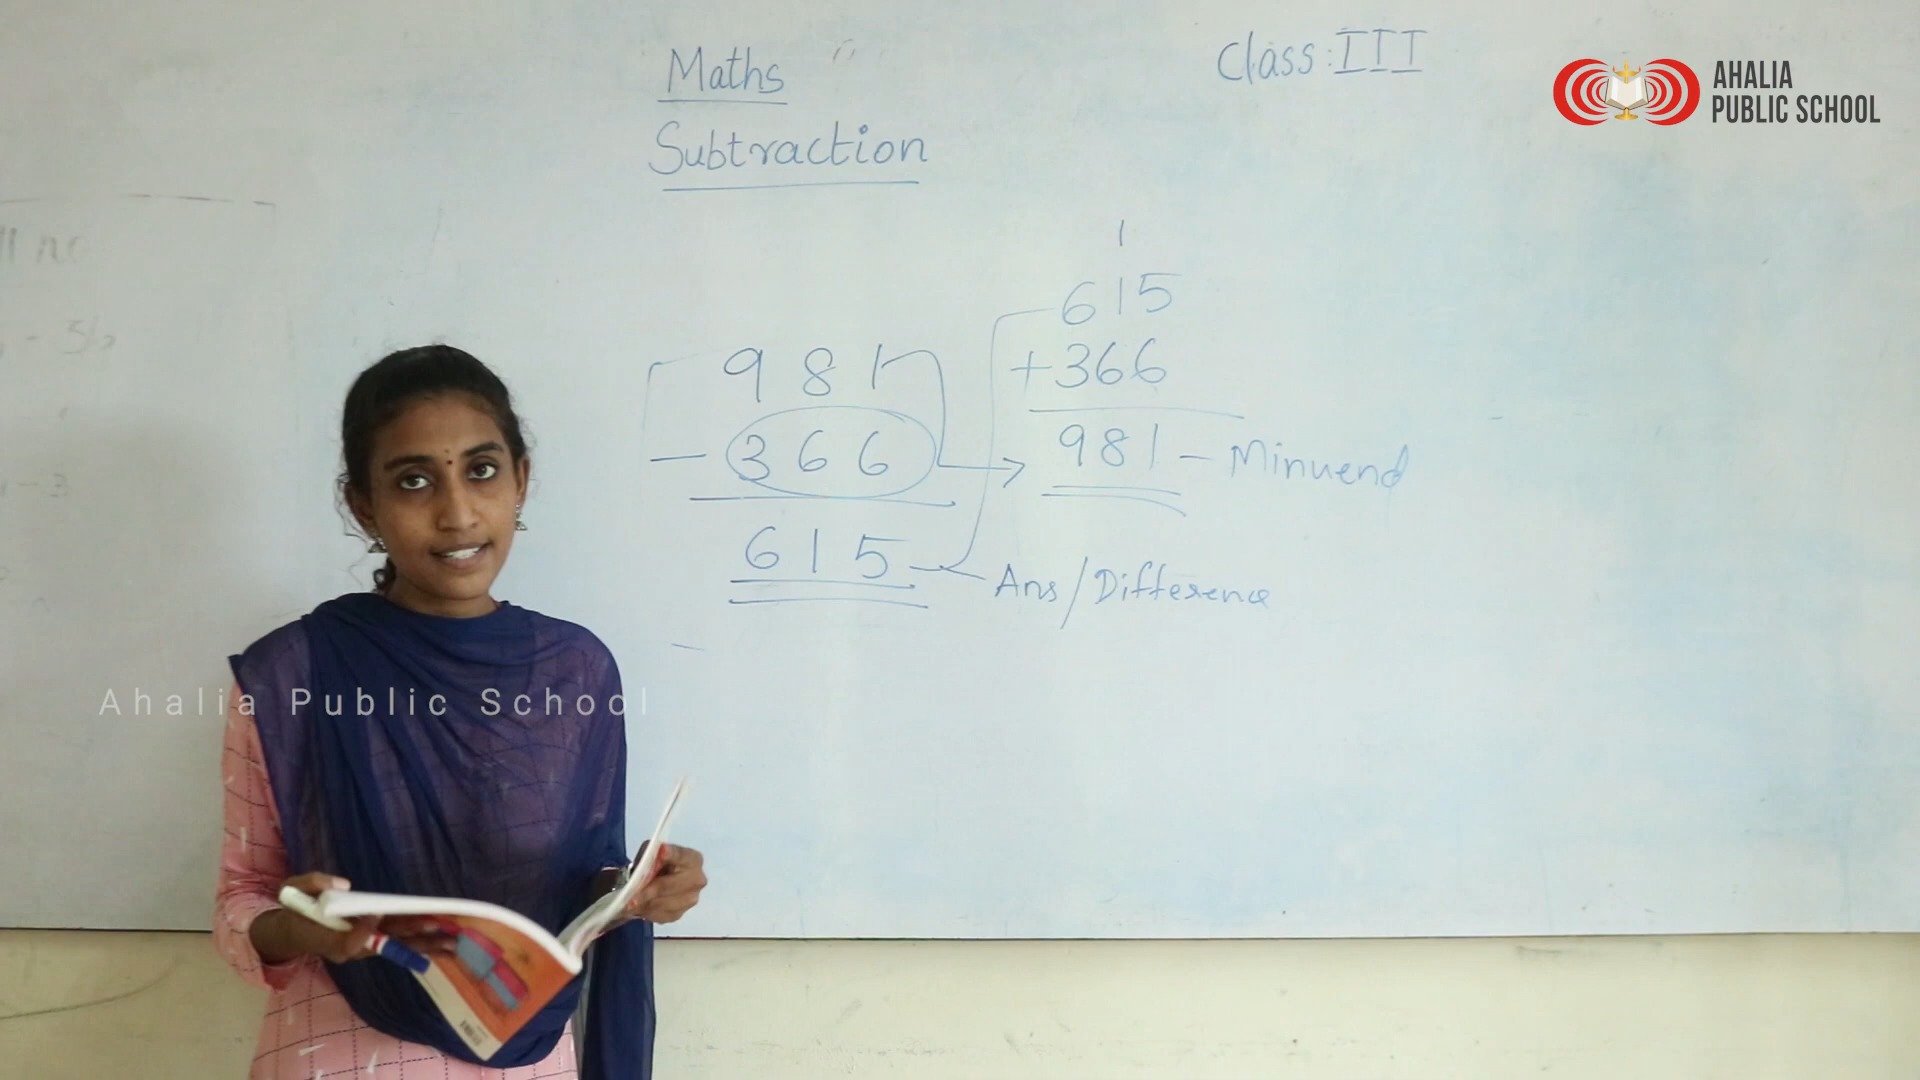 Maths
Class: III
AHALIA
PUBLIC SCHOOL
Subtraction
981
- 366
615 - Ans/Difference
1
615
+366
981 - Minuend
Ahalia Public School